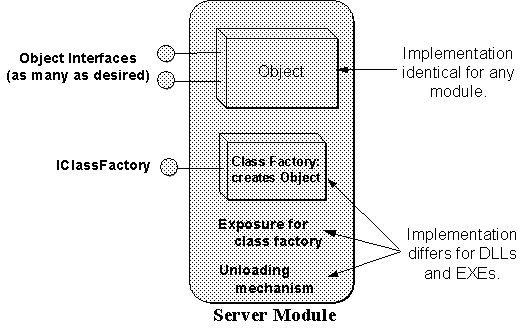 Object Interfaces
(as many as desired)
Object
Implementation
identical for any
module.
IClassFactory
Class Factory:
creates Object
Exposure for
class factory
Unloading
mechanism
Implementation
differs for DLLs
and EXEs.
Server Module